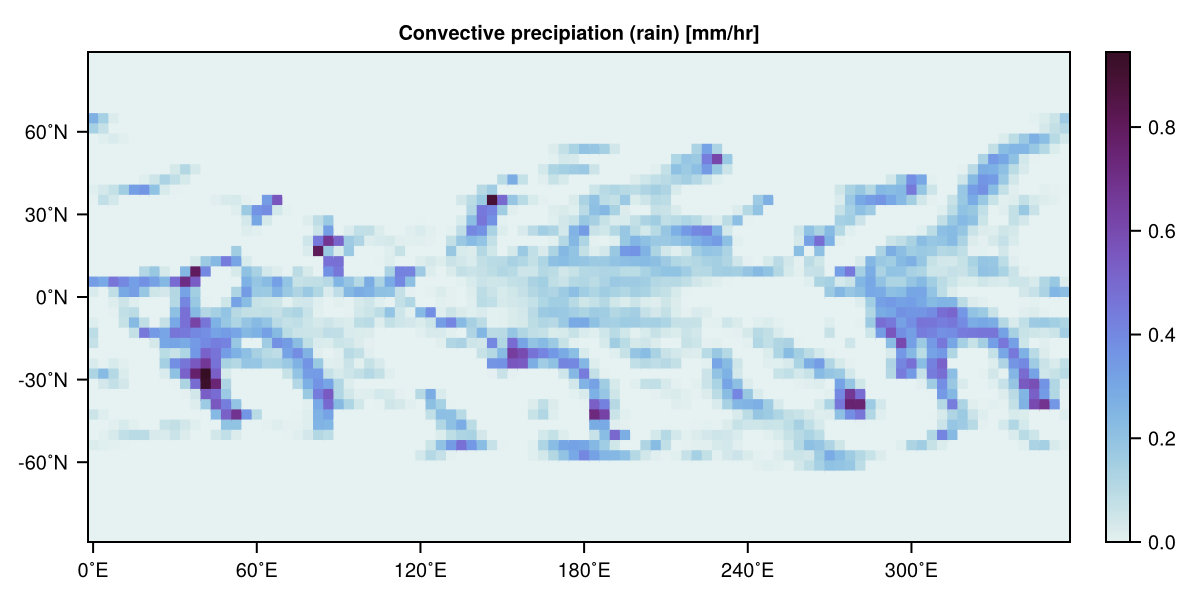 Convective precipiation (rain) [mm/hr]
60˚N
30˚N
0˚N
-30˚N
-60˚N
0˚E 60˚E 120˚E 180˚E 240˚E 300˚E
0.8
0.6
0.4
0.2
0.0